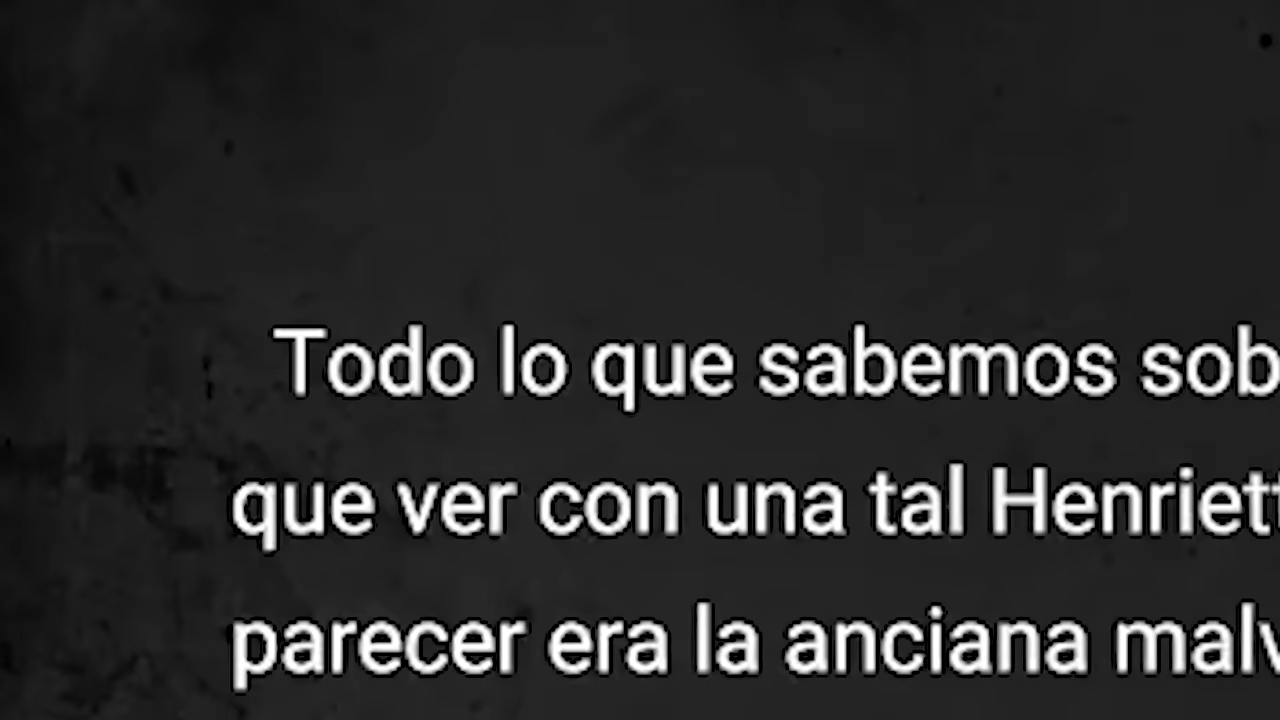 Todo lo que sabemos sob
que ver con una tal Henriett
parecer era la anciana malv